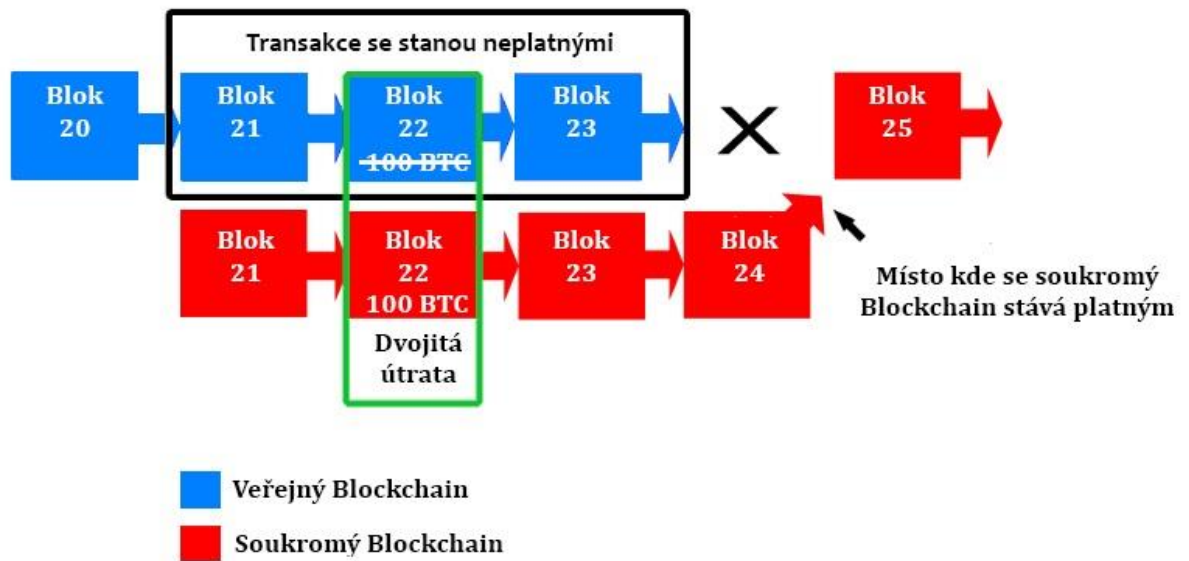 Transakce se stanou neplatnými
Blok
20
Blok
21
Blok
22
100 BTC
Blok
23
Blok
25
Blok
21
Blok
22
100 BTC
Blok
23
Blok
24
Dvojitá
útrata
Místo kde se soukromý
Blockchain stává platným
Veřejný Blockchain
Soukromý Blockchain